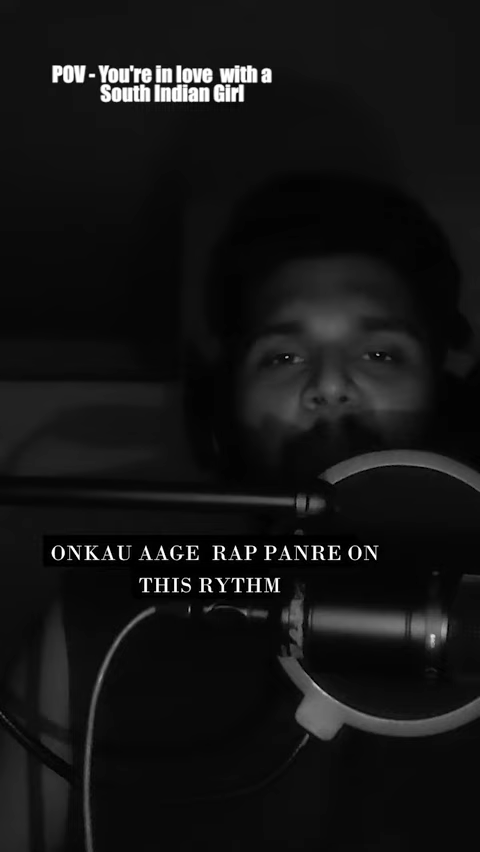 POV - You're in love with a
South Indian Girl
ONKAU AAGE RAP PANRE ON
THIS RYTHM